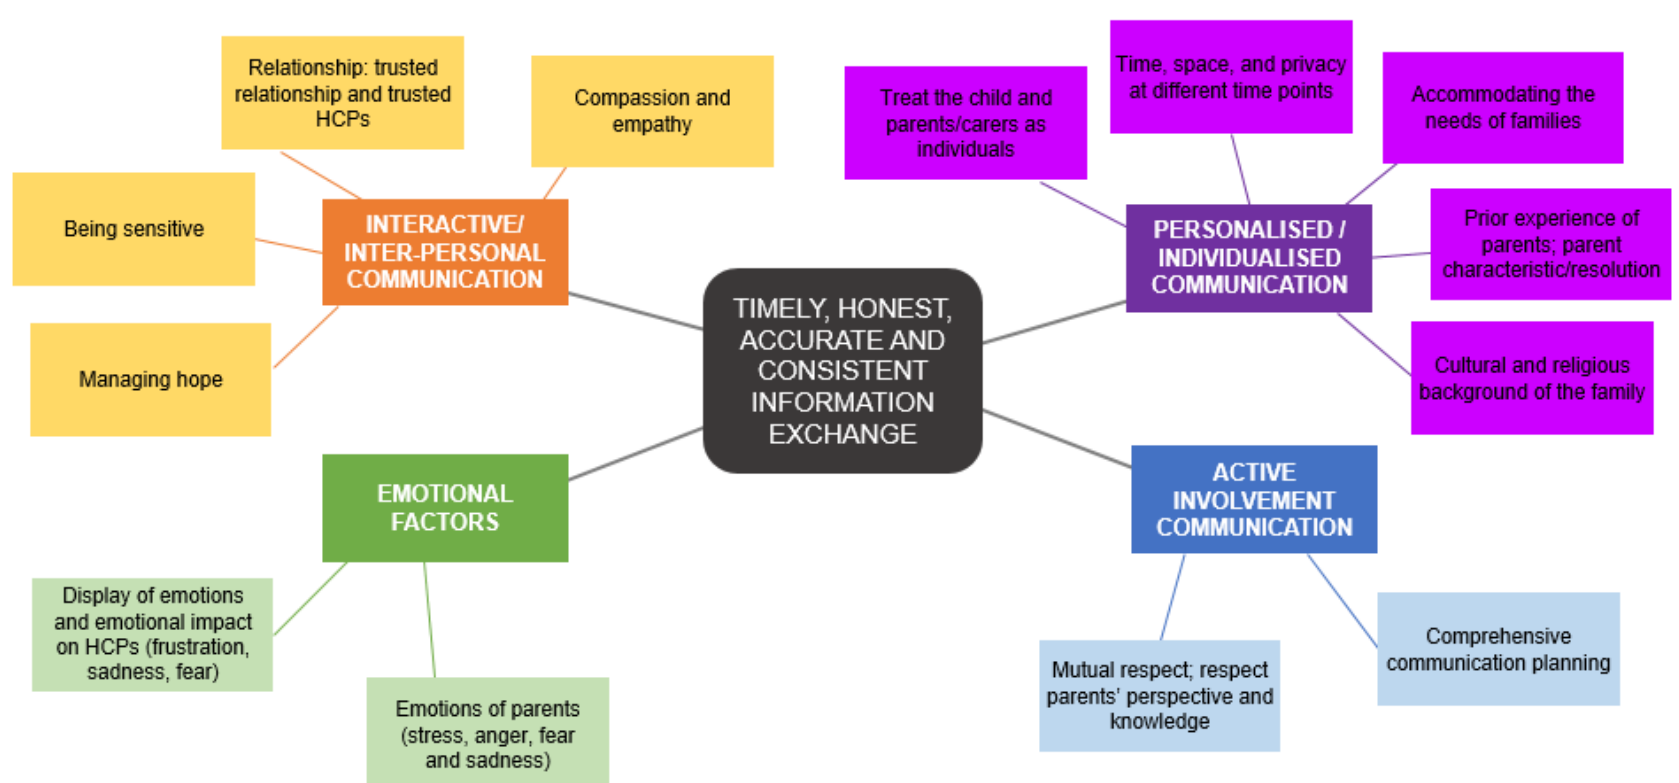 Relationship: trusted
relationship and trusted
HCPs
Compassion and
empathy
Being sensitive
Managing hope
INTERACTIVE/
INTER-PERSONAL
COMMUNICATION
Treat the child and
parents/carers as
individuals
Time, space, and privacy
at different time points
Accommodating the
needs of families
Prior experience of
parents; parent
characteristic/resolution
Cultural and religious
background of the family
PERSONALISED /
INDIVIDUALISED
COMMUNICATION
TIMELY, HONEST,
ACCURATE AND
CONSISTENT
INFORMATION
EXCHANGE
EMOTIONAL
FACTORS
Display of emotions
and emotional impact
on HCPs (frustration,
sadness, fear)
Emotions of parents
(stress, anger, fear
and sadness)
ACTIVE
INVOLVEMENT
COMMUNICATION
Mutual respect; respect
parents' perspective and
knowledge
Comprehensive
communication planning